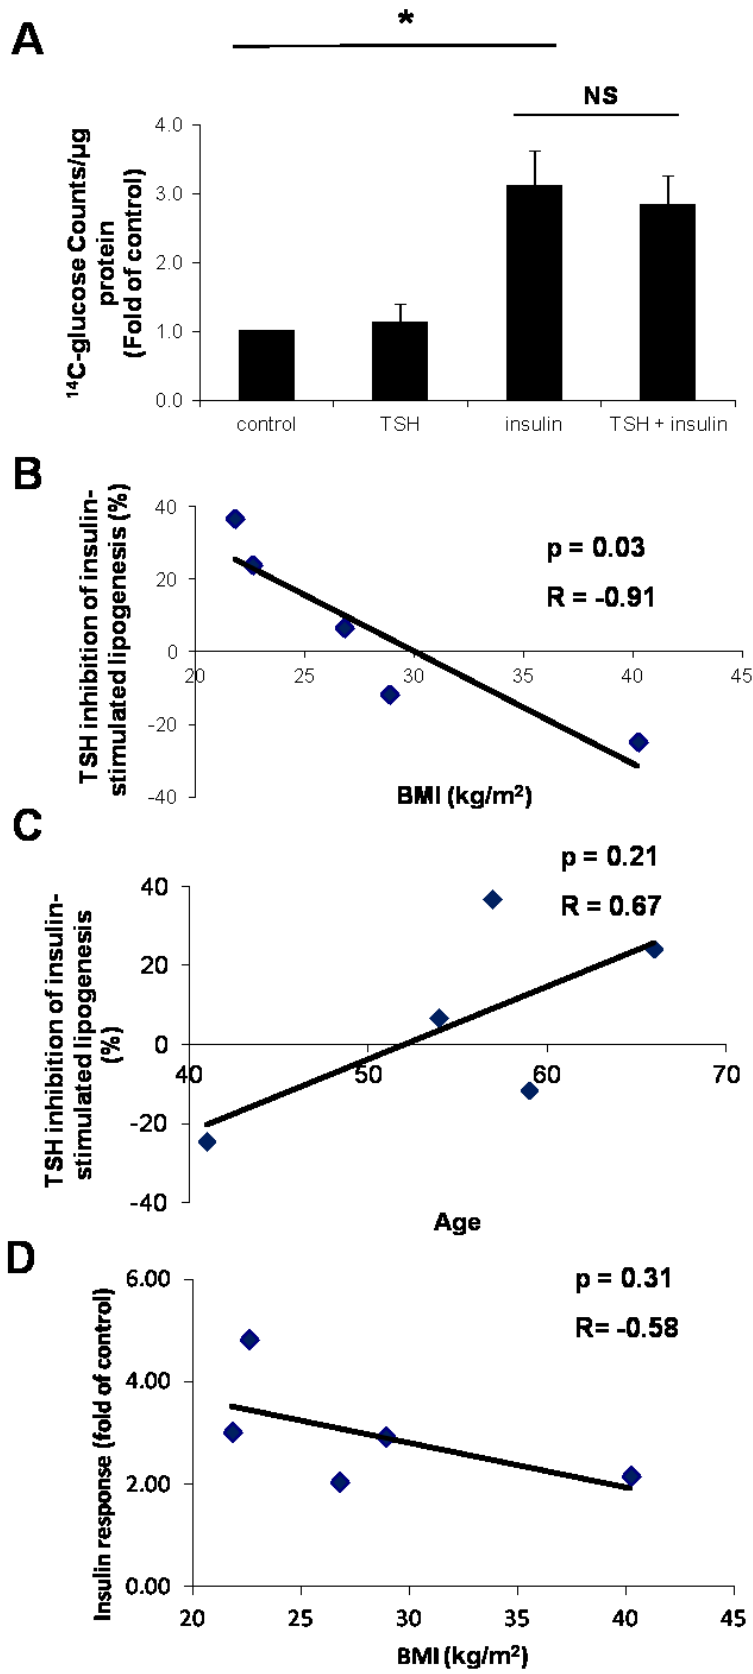 A
*
NS
¹⁴C-glucose Counts/µg
protein
(Fold of control)
4.0
3.0
2.0
1.0
0.0
control TSH insulin TSH + insulin
B
TSH inhibition of insulin-
stimulated lipogenesis (%)
40
20
0
-20
-40
20 25 30 35 40 45
p = 0.03
R = -0.91
BMI (kg/m²)
C
TSH inhibition of insulin-
stimulated lipogenesis
(%)
40
20
0
-20
-40
40 50 60 70
p = 0.21
R = 0.67
Age
D
Insulin response (fold of control)
6.00
4.00
2.00
0.00
20 25 30 35 40 45
p = 0.31
R= -0.58
BMI (kg/m²)